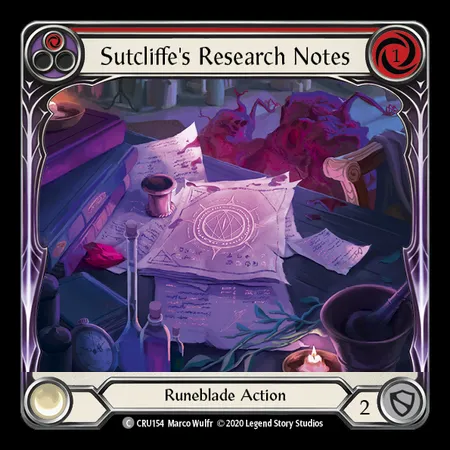 Sutcliffe's Research Notes
1
Runeblade Action
2
C CRU154 Marco Wulfr © 2020 Legend Story Studios